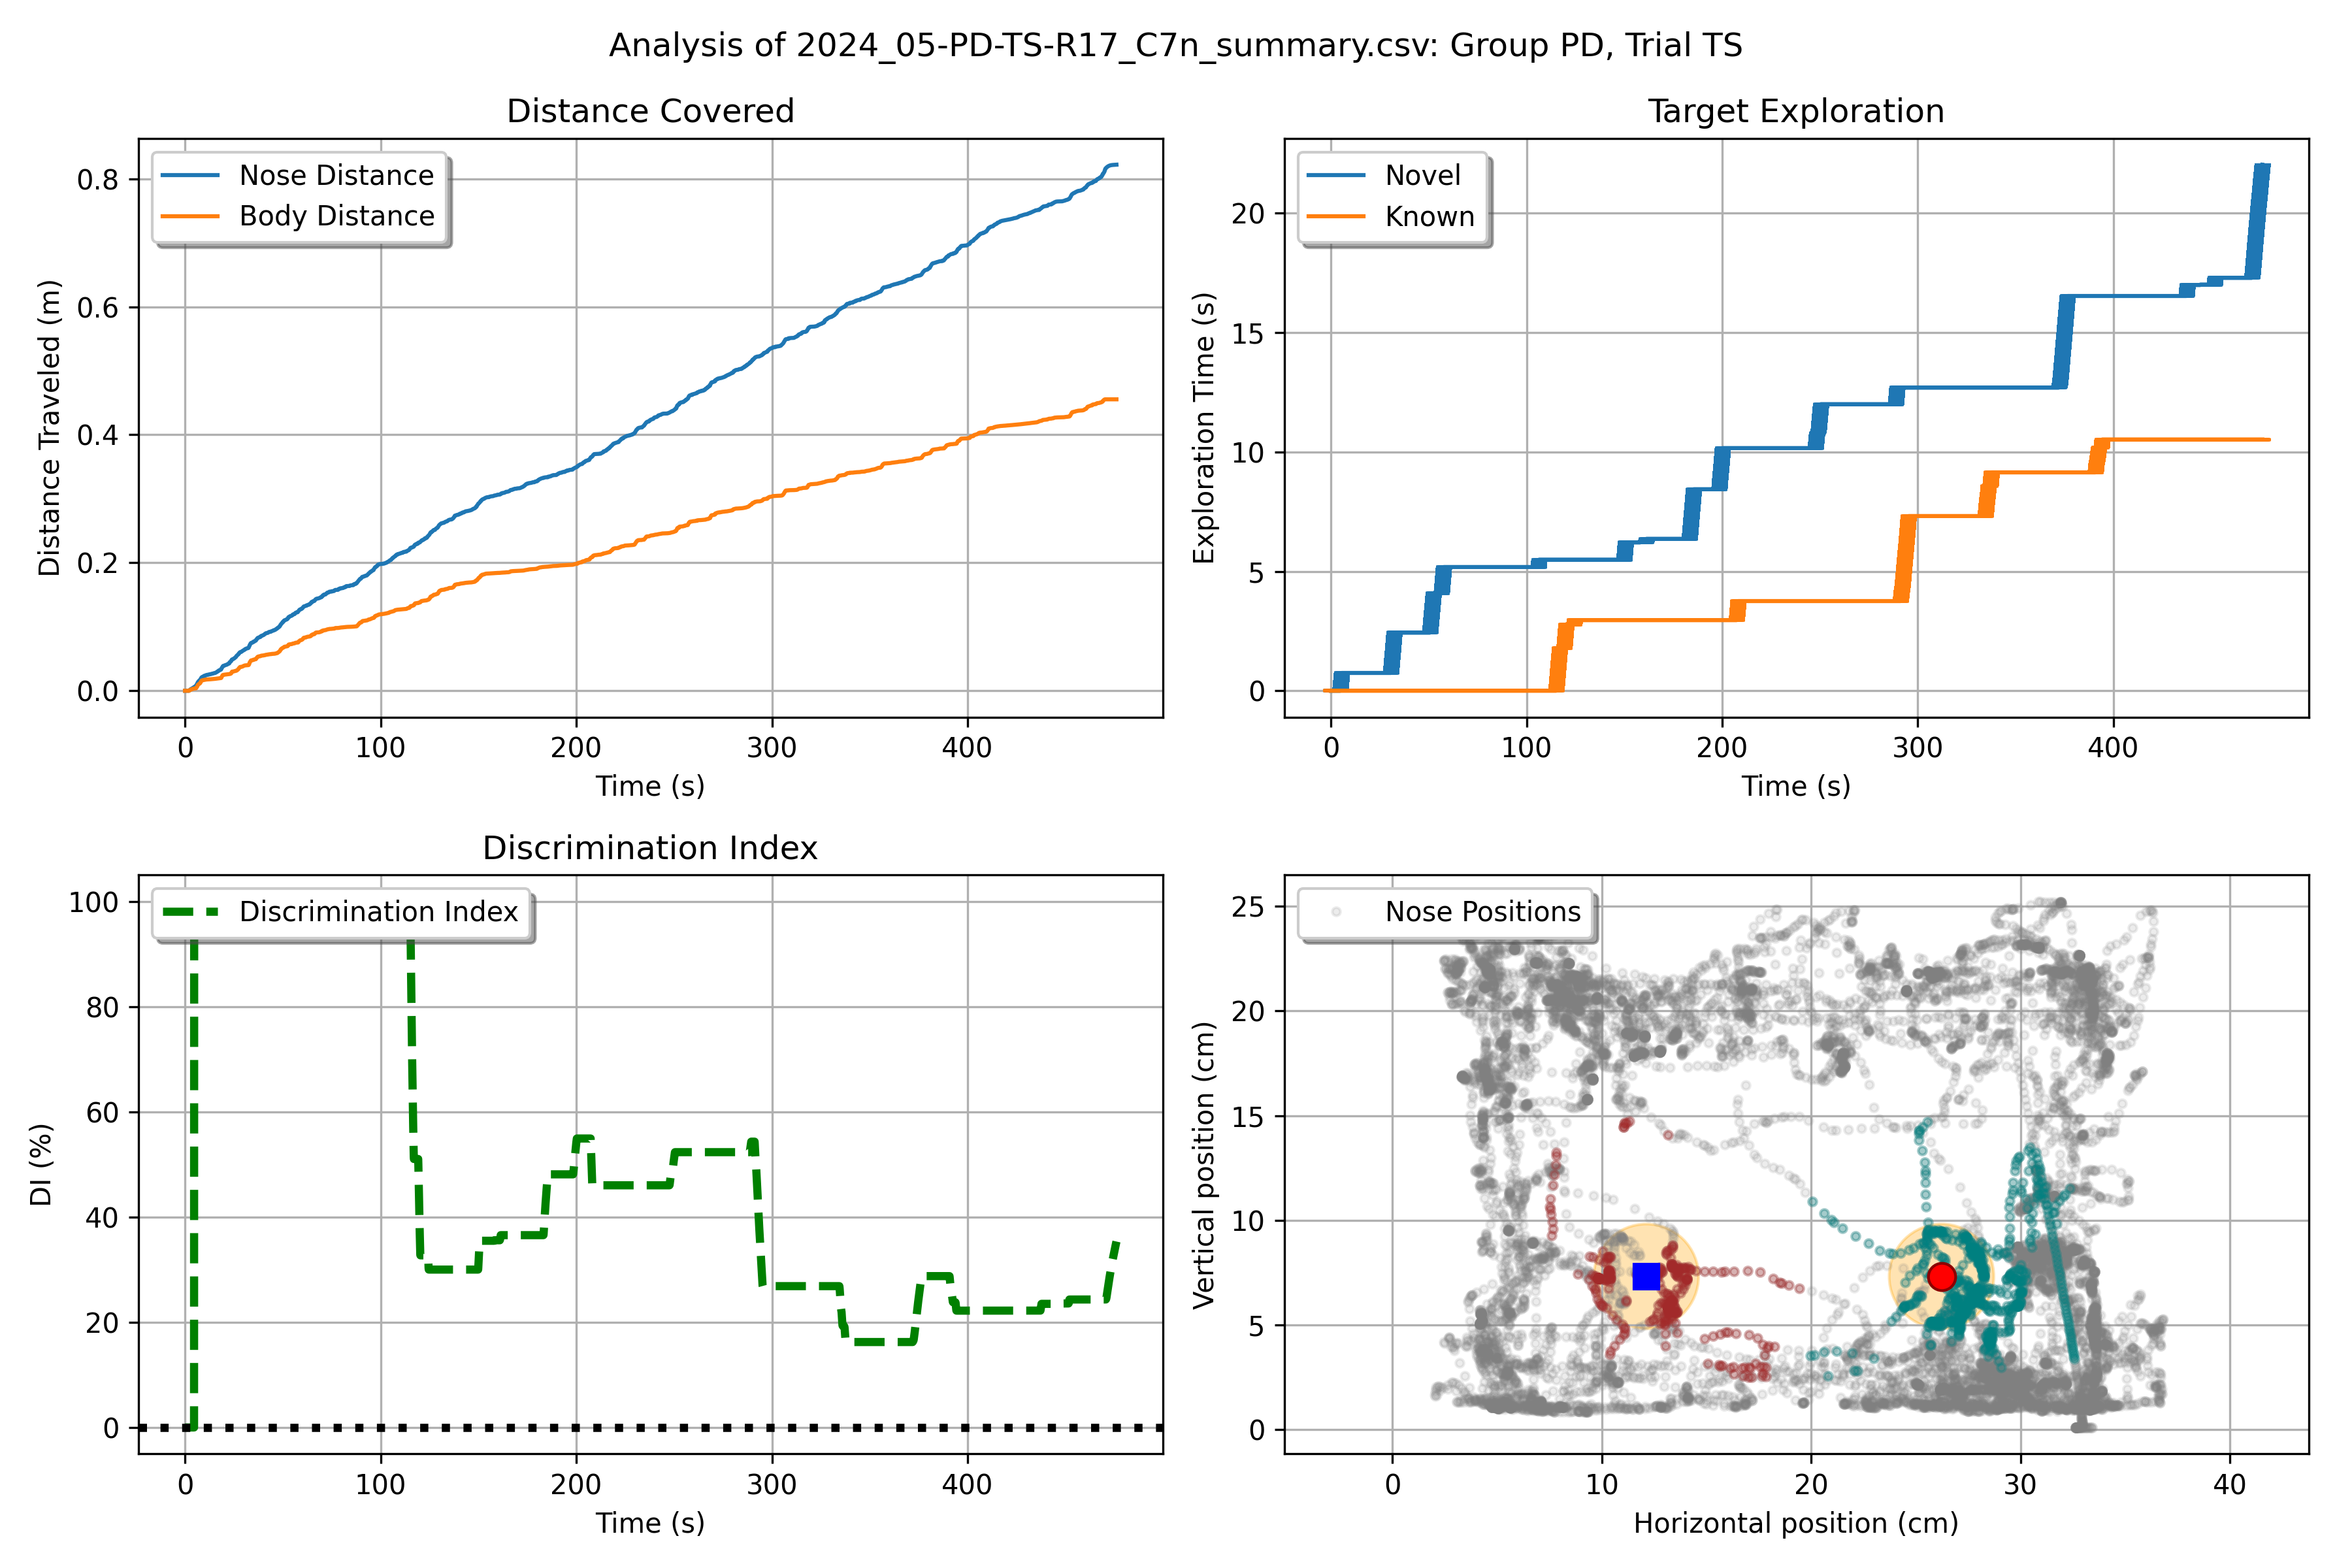 Analysis of 2024_05-PD-TS-R17_C7n_summary.csv: Group PD, Trial TS
Distance Covered
Nose Distance
Body Distance
Distance Traveled (m)
0.8
0.6
0.4
0.2
0.0
0 100 200 300 400
Time (s)
Target Exploration
Novel
Known
Exploration Time (s)
20
15
10
5
0
0 100 200 300 400
Time (s)
Discrimination Index
Discrimination Index
DI (%)
100
80
60
40
20
0
0 100 200 300 400
Time (s)
Nose Positions
Vertical position (cm)
25
20
15
10
5
0
0 10 20 30 40
Horizontal position (cm)